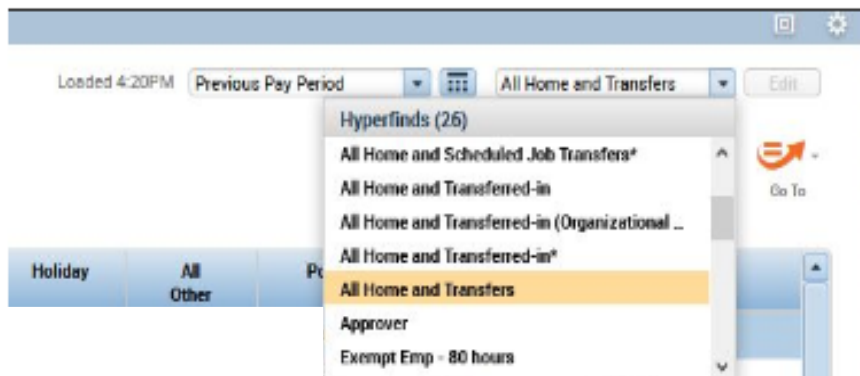 Loaded 4:20PM Previous Pay Period All Home and Transfers Edit
Hyperfinds (26)
All Home and Scheduled Job Transfers*
All Home and Transferred-in
All Home and Transferred-in (Organizational ...
All Home and Transferred-in*
All Home and Transfers
Approver
Exempt Emp - 80 hours
Go To
Holiday
All
Other